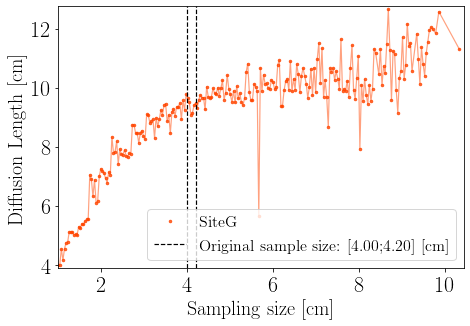 12
10
8
6
4
Diffusion Length [cm]
SiteG
Original sample size: [4.00;4.20] [cm]
2 4 6 8 10
Sampling size [cm]